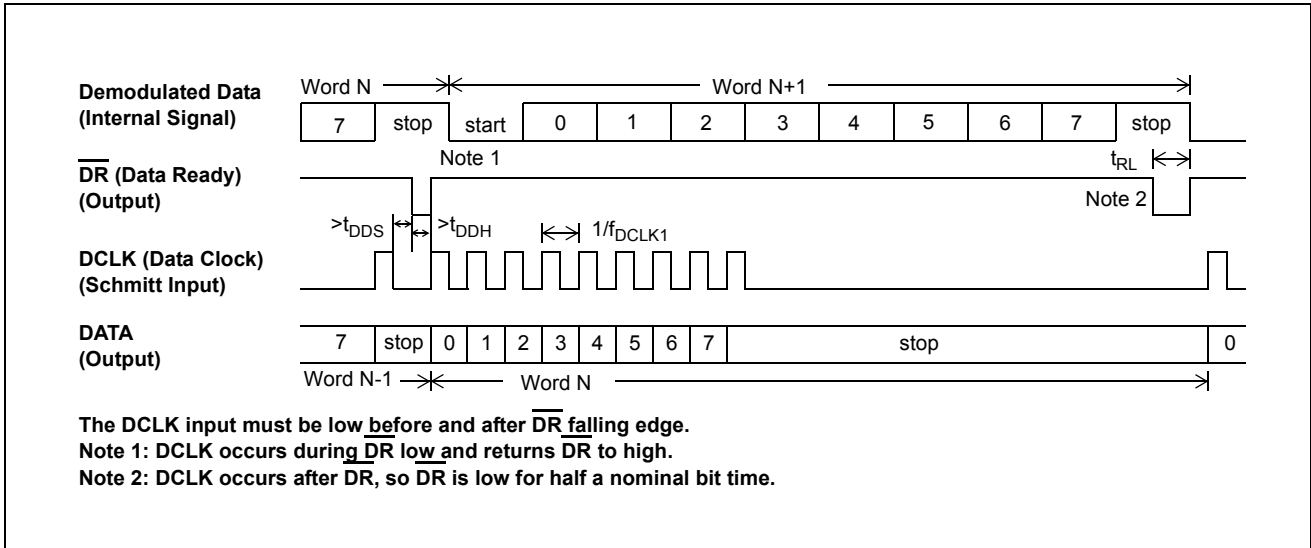 Word N Word N+1
Demodulated Data
(Internal Signal)
7 stop start 0 1 2 3 4 5 6 7 stop
Note 1 tRL
DR (Data Ready)
(Output)
Note 2
>tDDS >tDDH 1/fDCLK1
DCLK (Data Clock)
(Schmitt Input)
DATA
(Output)
7 stop 0 1 2 3 4 5 6 7 stop 0
Word N-1 Word N
The DCLK input must be low before and after DR falling edge.
Note 1: DCLK occurs during DR low and returns DR to high.
Note 2: DCLK occurs after DR, so DR is low for half a nominal bit time.